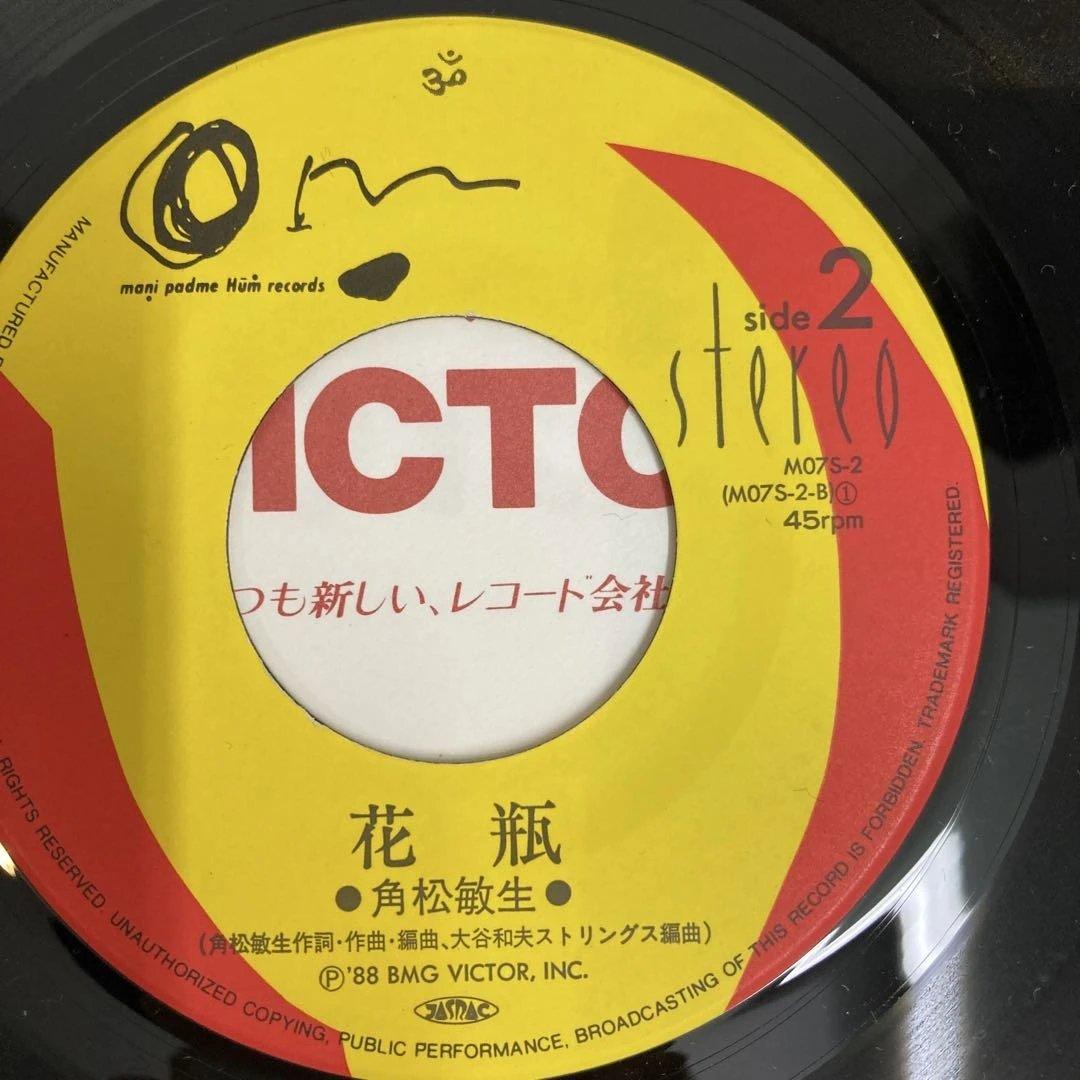 ॐ
Om
mani padme Hūm records
side 2
stereo
M07S-2
(M07S-2-B)①
45rpm
ICTO
つも新しい、レコード会社
花瓶
●角松敏生●
(角松敏生作詞・作曲・編曲、大谷和夫ストリングス編曲)
Ⓟ'88 BMG VICTOR, INC.
JASRAC
MANUFACTURED
RIGHTS RESERVED. UNAUTHORIZED COPYING, PUBLIC PERFORMANCE, BROADCASTING OF THIS RECORD IS FORBIDDEN. TRADEMARK REGISTERED.